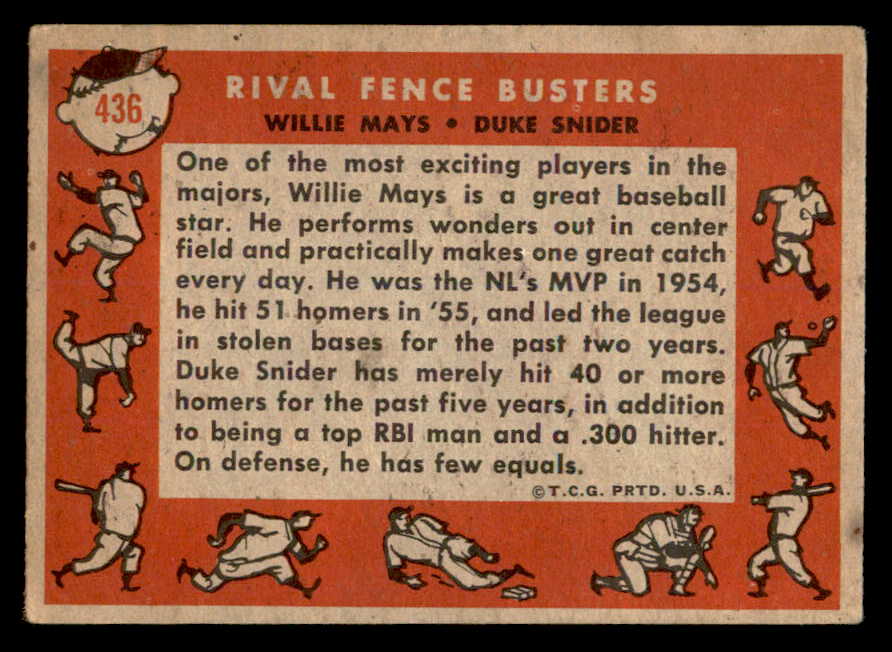 436
RIVAL FENCE BUSTERS
WILLIE MAYS • DUKE SNIDER
One of the most exciting players in the
majors, Willie Mays is a great baseball
star. He performs wonders out in center
field and practically makes one great catch
every day. He was the NL's MVP in 1954,
he hit 51 homers in '55, and led the league
in stolen bases for the past two years.
Duke Snider has merely hit 40 or more
homers for the past five years, in addition
to being a top RBI man and a .300 hitter.
On defense, he has few equals.
© T.C.G. PRTD. U.S.A.